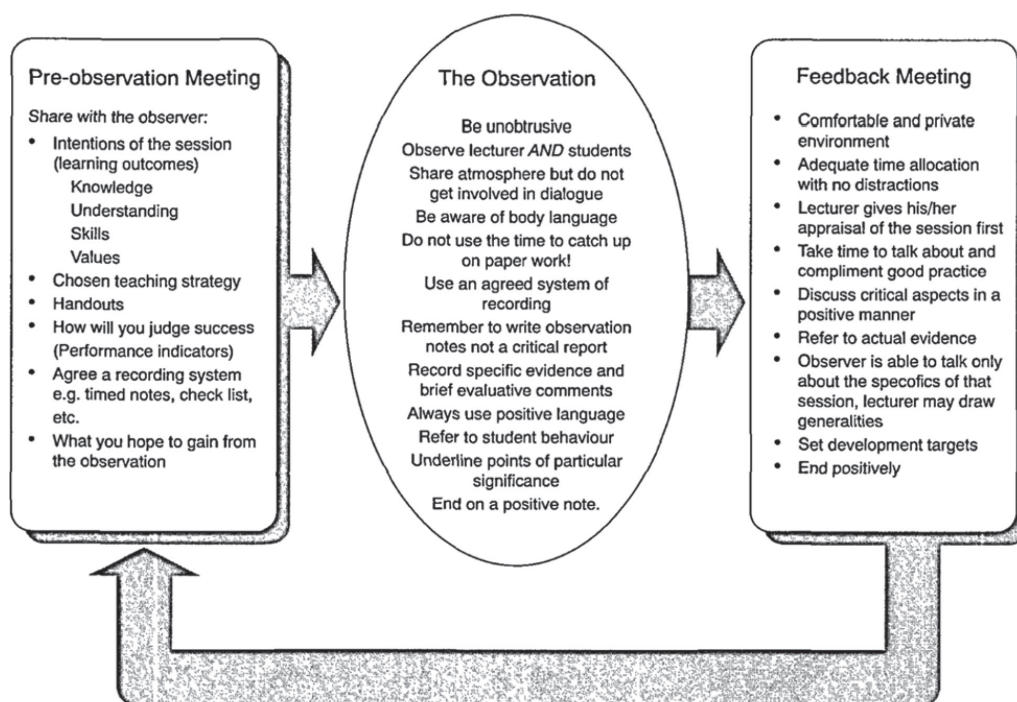 Pre-observation Meeting
Share with the observer:
• Intentions of the session
(learning outcomes)
Knowledge
Understanding
Skills
Values
• Chosen teaching strategy
• Handouts
• How will you judge success
(Performance indicators)
• Agree a recording system
e.g. timed notes, check list,
etc.
• What you hope to gain from
the observation
The Observation
Be unobtrusive
Observe lecturer AND students
Share atmosphere but do not
get involved in dialogue
Be aware of body language
Do not use the time to catch up
on paper work!
Use an agreed system of
recording
Remember to write observation
notes not a critical report
Record specific evidence and
brief evaluative comments
Always use positive language
Refer to student behaviour
Underline points of particular
significance
End on a positive note.
Feedback Meeting
• Comfortable and private
environment
• Adequate time allocation
with no distractions
• Lecturer gives his/her
appraisal of the session first
• Take time to talk about and
compliment good practice
• Discuss critical aspects in a
positive manner
• Refer to actual evidence
• Observer is able to talk only
about the specofics of that
session, lecturer may draw
generalities
• Set development targets
• End positively